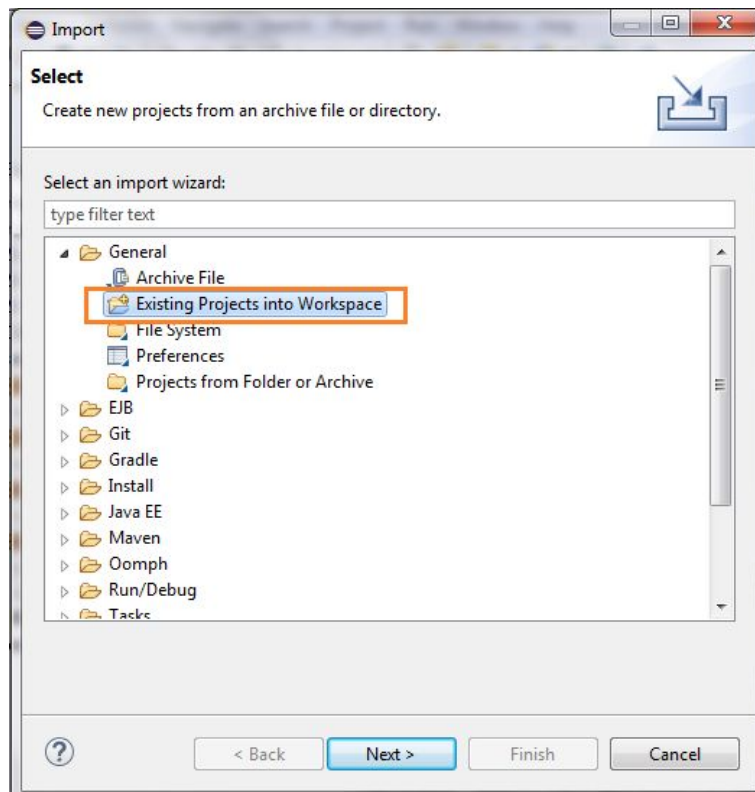 Import
Select
Create new projects from an archive file or directory.
Select an import wizard:
type filter text
General
Archive File
Existing Projects into Workspace
File System
Preferences
Projects from Folder or Archive
EJB
Git
Gradle
Install
Java EE
Maven
Oomph
Run/Debug
Tasks
? < Back Next > Finish Cancel